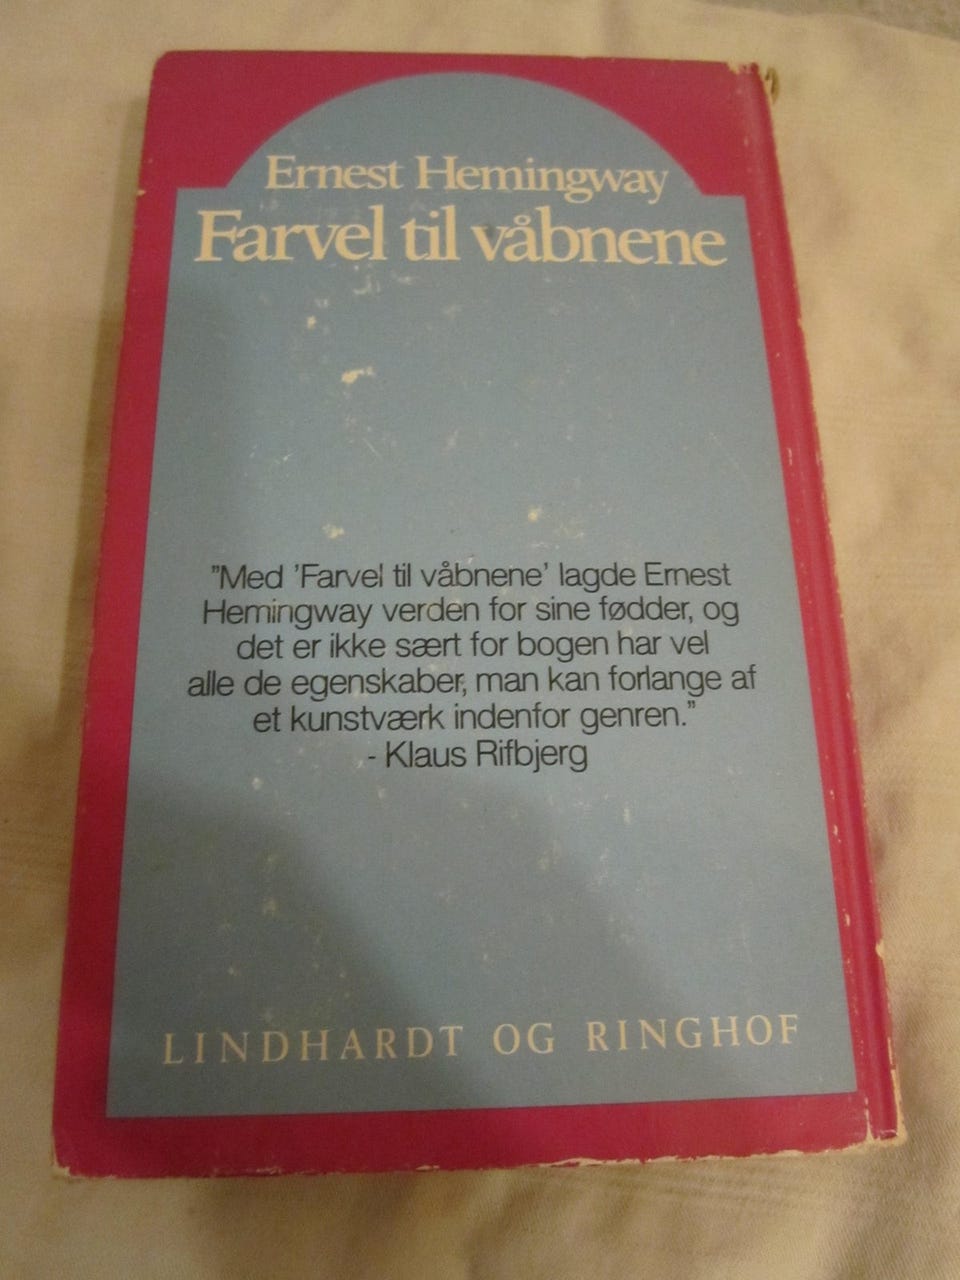 Ernest Hemingway
Farvel til våbnene
"Med 'Farvel til våbnene' lagde Ernest
Hemingway verden for sine fødder, og
det er ikke sært for bogen har vel
alle de egenskaber, man kan forlange af
et kunstværk indenfor genren."
- Klaus Rifbjerg
LINDHARDT OG RINGHOF